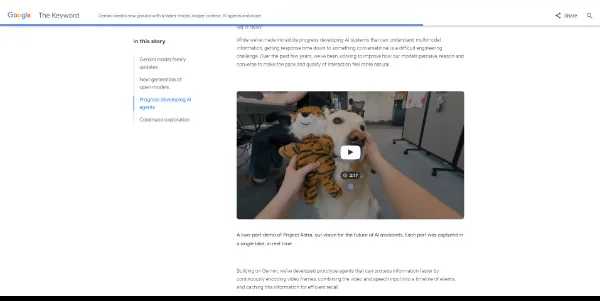 Google The Keyword Gemini breaks new ground with a faster model, longer context, AI agents and more Share
lag or delay.
In this story
Gemini model family
updates
Next generation of
open models
Progress developing AI
agents
Continued exploration
While we've made incredible progress developing AI systems that can understand multimodal
information, getting response time down to something conversational is a difficult engineering
challenge. Over the past few years, we've been working to improve how our models perceive, reason and
converse to make the pace and quality of interaction feel more natural.
2:17
A two-part demo of Project Astra, our vision for the future of AI assistants. Each part was captured in
a single take, in real time.
Building on Gemini, we've developed prototype agents that can process information faster by
continuously encoding video frames, combining the video and speech input into a timeline of events,
and caching this information for efficient recall.